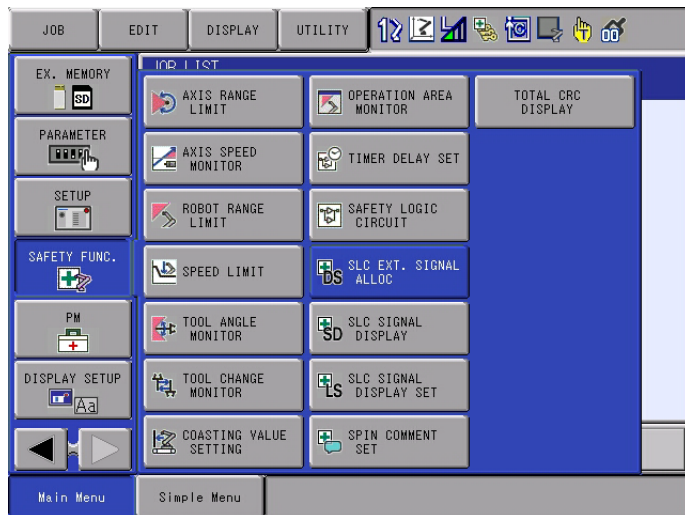 JOB
EDIT
DISPLAY
UTILITY
JOB LIST
EX. MEMORY
SD
PARAMETER
SETUP
SAFETY FUNC.
PM
DISPLAY SETUP
Aa
AXIS RANGE
LIMIT
AXIS SPEED
MONITOR
ROBOT RANGE
LIMIT
SPEED LIMIT
TOOL ANGLE
MONITOR
TOOL CHANGE
MONITOR
COASTING VALUE
SETTING
OPERATION AREA
MONITOR
TIMER DELAY SET
SAFETY LOGIC
CIRCUIT
DS
SLC EXT. SIGNAL
ALLOC
SD
SLC SIGNAL
DISPLAY
LS
SLC SIGNAL
DISPLAY SET
SPIN COMMENT
SET
TOTAL CRC
DISPLAY
Main Menu
Simple Menu